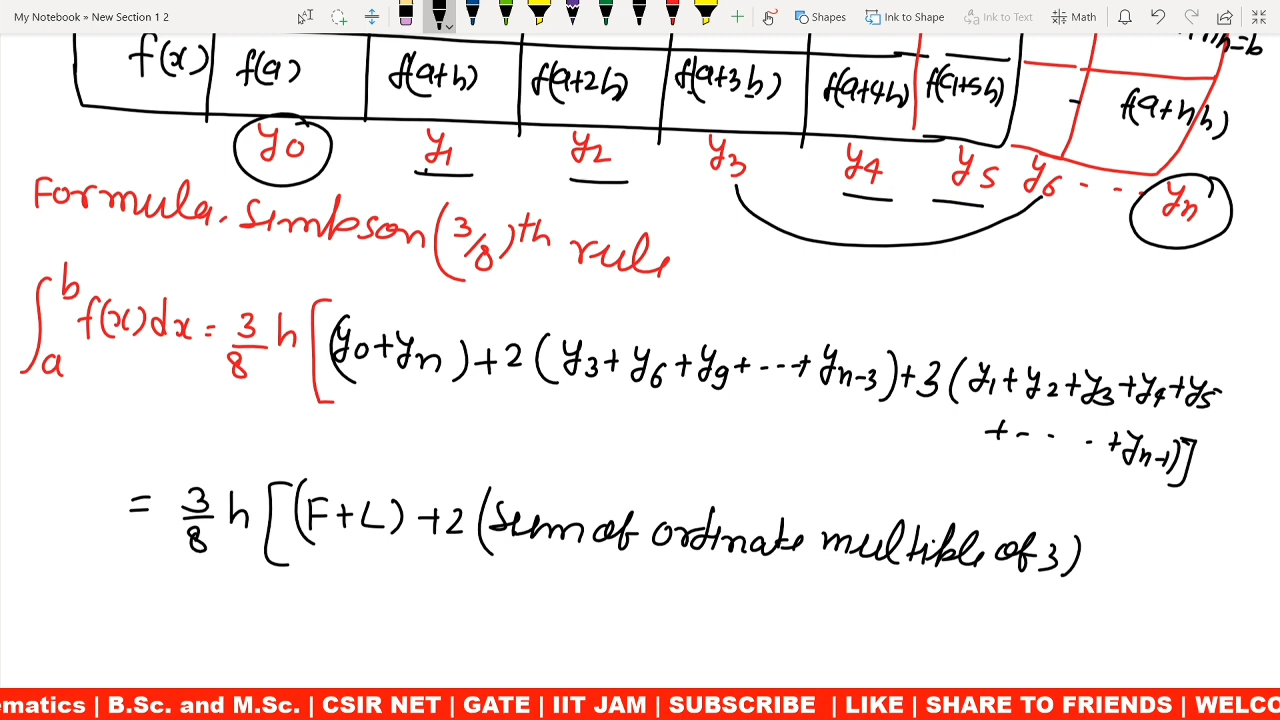 My Notebook » New Section 1 2 Shapes Ink to Shape Ink to Text Math
f(x) f(a) f(a+h) f(a+2h) f(a+3h) f(a+4h) f(a+5h) - f(a+nh)
=b
y0 y1 y2 y3 y4 y5 y6 - - - - yn
Formula. Simpson (3/8)th rule
∫ₐᵇ f(x)dx = 3/8 h [(y0+yn)+2(y3+y6+y9+---+yn-3)+3(y1+y2+y3+y4+y5
+- - - - +yn-1)]
= 3/8 h [(F+L)+2(Sum of ordinate multiple of 3)
ematics | B.Sc. and M.Sc. | CSIR NET | GATE | IIT JAM | SUBSCRIBE | LIKE | SHARE TO FRIENDS | WELCO